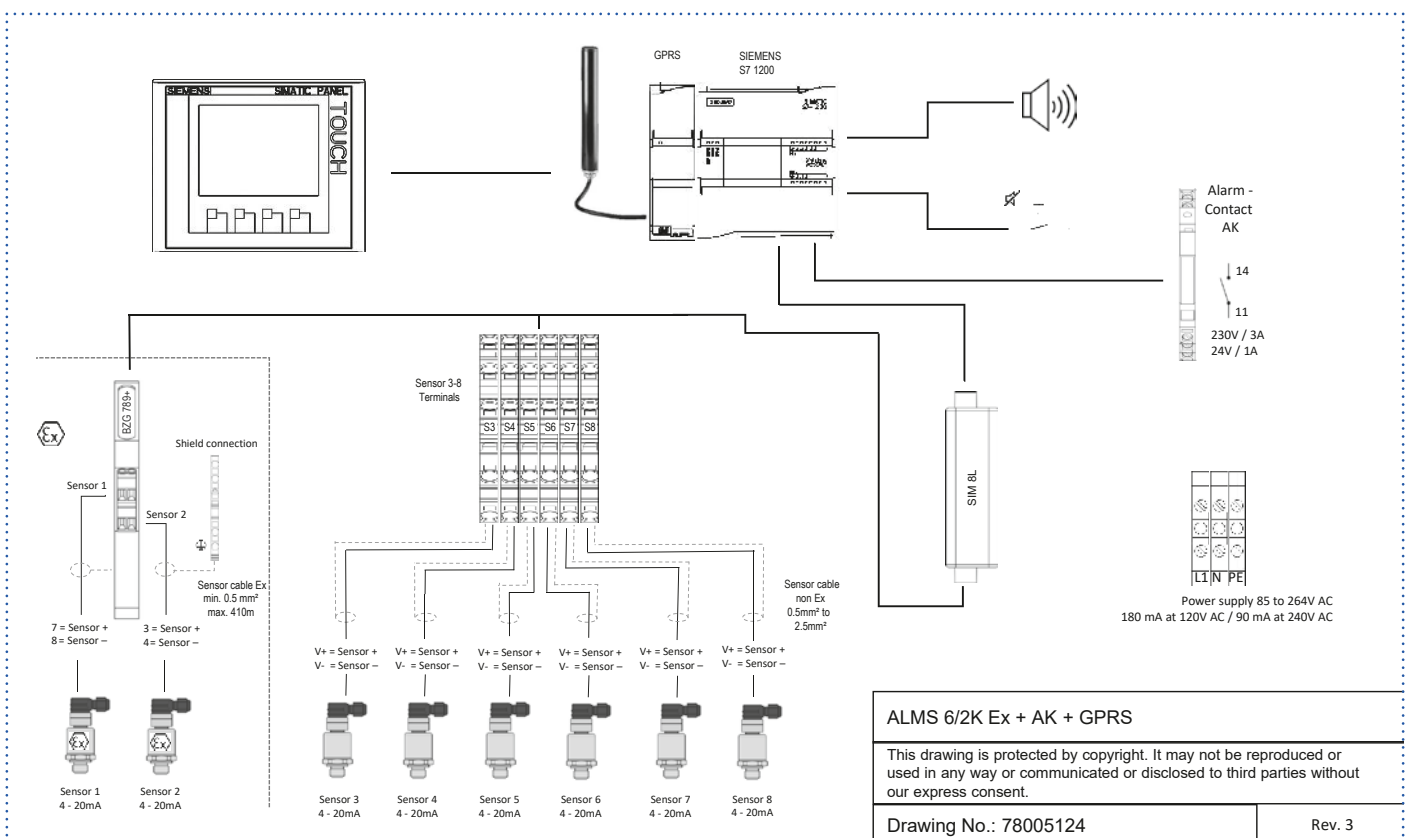 GPRS
SIEMENS
S7 1200
SIEMENS
SIMATIC PANEL
TOUCH
Alarm -
Contact
AK
14
11
230V / 3A
24V / 1A
Sensor 3-8
Terminals
S3
S4
S5
S6
S7
S8
BZG 789+
Ex
Shield connection
Sensor 1
Sensor 2
SIM 8L
Sensor cable Ex
min. 0.5 mm²
max. 410m
7 = Sensor +
8 = Sensor –
3 = Sensor +
4 = Sensor –
Sensor cable
non Ex
0.5mm² to
2.5mm²
L1 N PE
Power supply 85 to 264V AC
180 mA at 120V AC / 90 mA at 240V AC
V+ = Sensor +
V- = Sensor –
V+ = Sensor +
V- = Sensor –
V+ = Sensor +
V- = Sensor –
V+ = Sensor +
V- = Sensor –
V+ = Sensor +
V- = Sensor –
V+ = Sensor +
V- = Sensor –
Ex
Ex
Sensor 1
4 - 20mA
Sensor 2
4 - 20mA
Sensor 3
4 - 20mA
Sensor 4
4 - 20mA
Sensor 5
4 - 20mA
Sensor 6
4 - 20mA
Sensor 7
4 - 20mA
Sensor 8
4 - 20mA
ALMS 6/2K Ex + AK + GPRS
This drawing is protected by copyright. It may not be reproduced or
used in any way or communicated or disclosed to third parties without
our express consent.
Drawing No.: 78005124
Rev. 3